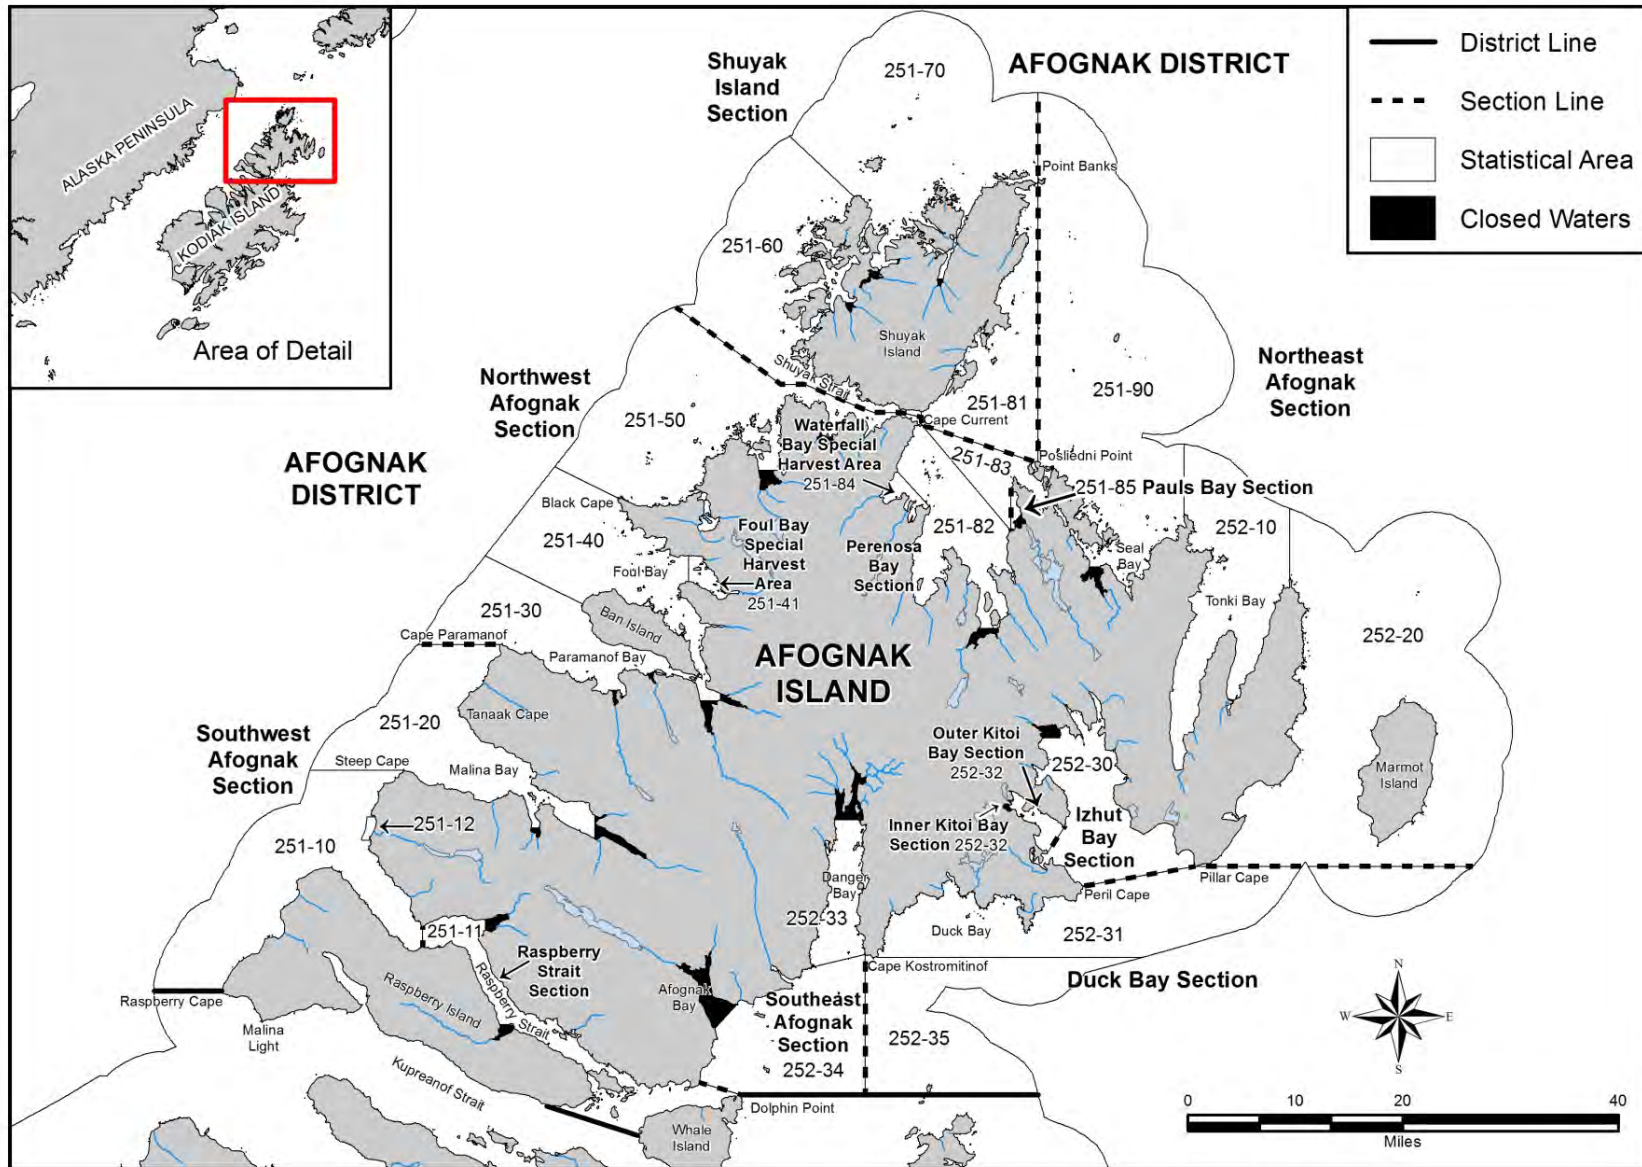 ALASKA PENINSULA
KODIAK ISLAND
Area of Detail
AFOGNAK DISTRICT
District Line
Section Line
Statistical Area
Closed Waters
Shuyak
Island
Section
251-70
251-60
Point Banks
Shuyak
Island
Shuyak Strait
251-81
251-90
Cape Current
Northeast
Afognak
Section
Northwest
Afognak
Section
251-50
AFOGNAK
DISTRICT
Waterfall
Bay Special
Harvest Area
251-84
251-83
Posliedni Point
251-85 Pauls Bay Section
Black Cape
251-40
Foul Bay
Foul Bay
Special
Harvest
Area
251-41
Perenosa
Bay
Section
251-82
Seal
Bay
252-10
Tonki Bay
252-20
251-30
Ban Island
Cape Paramanof
Paramanof Bay
AFOGNAK
ISLAND
Tanaak Cape
251-20
Southwest
Afognak
Section
Steep Cape
Malina Bay
Outer Kitoi
Bay Section
252-32
252-30
Marmot
Island
251-12
251-10
Inner Kitoi Bay
Section 252-32
Izhut
Bay
Section
Danger
Bay
Peril Cape
Pillar Cape
252-33
Duck Bay
252-31
251-11
Raspberry
Strait
Section
Raspberry Strait
Afognak
Bay
Cape Kostromitinof
Duck Bay Section
Raspberry Cape
Raspberry Island
Malina
Light
Southeast
Afognak
Section
252-34
252-35
Kupreanof Strait
Dolphin Point
Whale
Island
N
W E
S
0 10 20 40
Miles